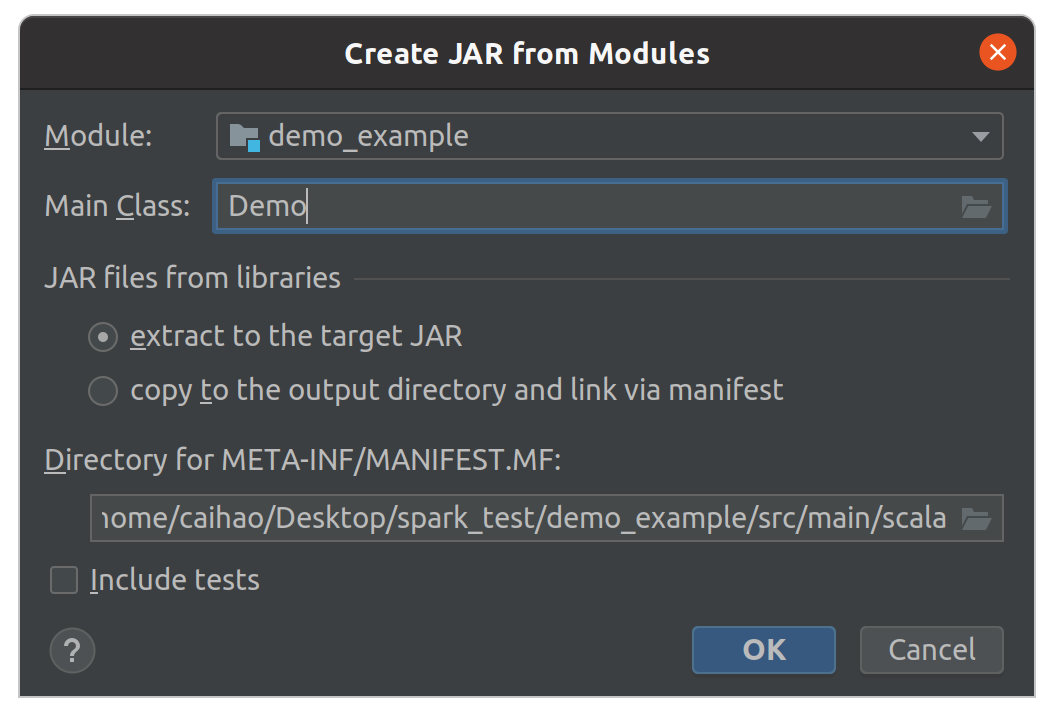 Create JAR from Modules
Module: demo_example
Main Class: Demo
JAR files from libraries
extract to the target JAR
copy to the output directory and link via manifest
Directory for META-INF/MANIFEST.MF:
home/caihao/Desktop/spark_test/demo_example/src/main/scala
Include tests
? OK Cancel